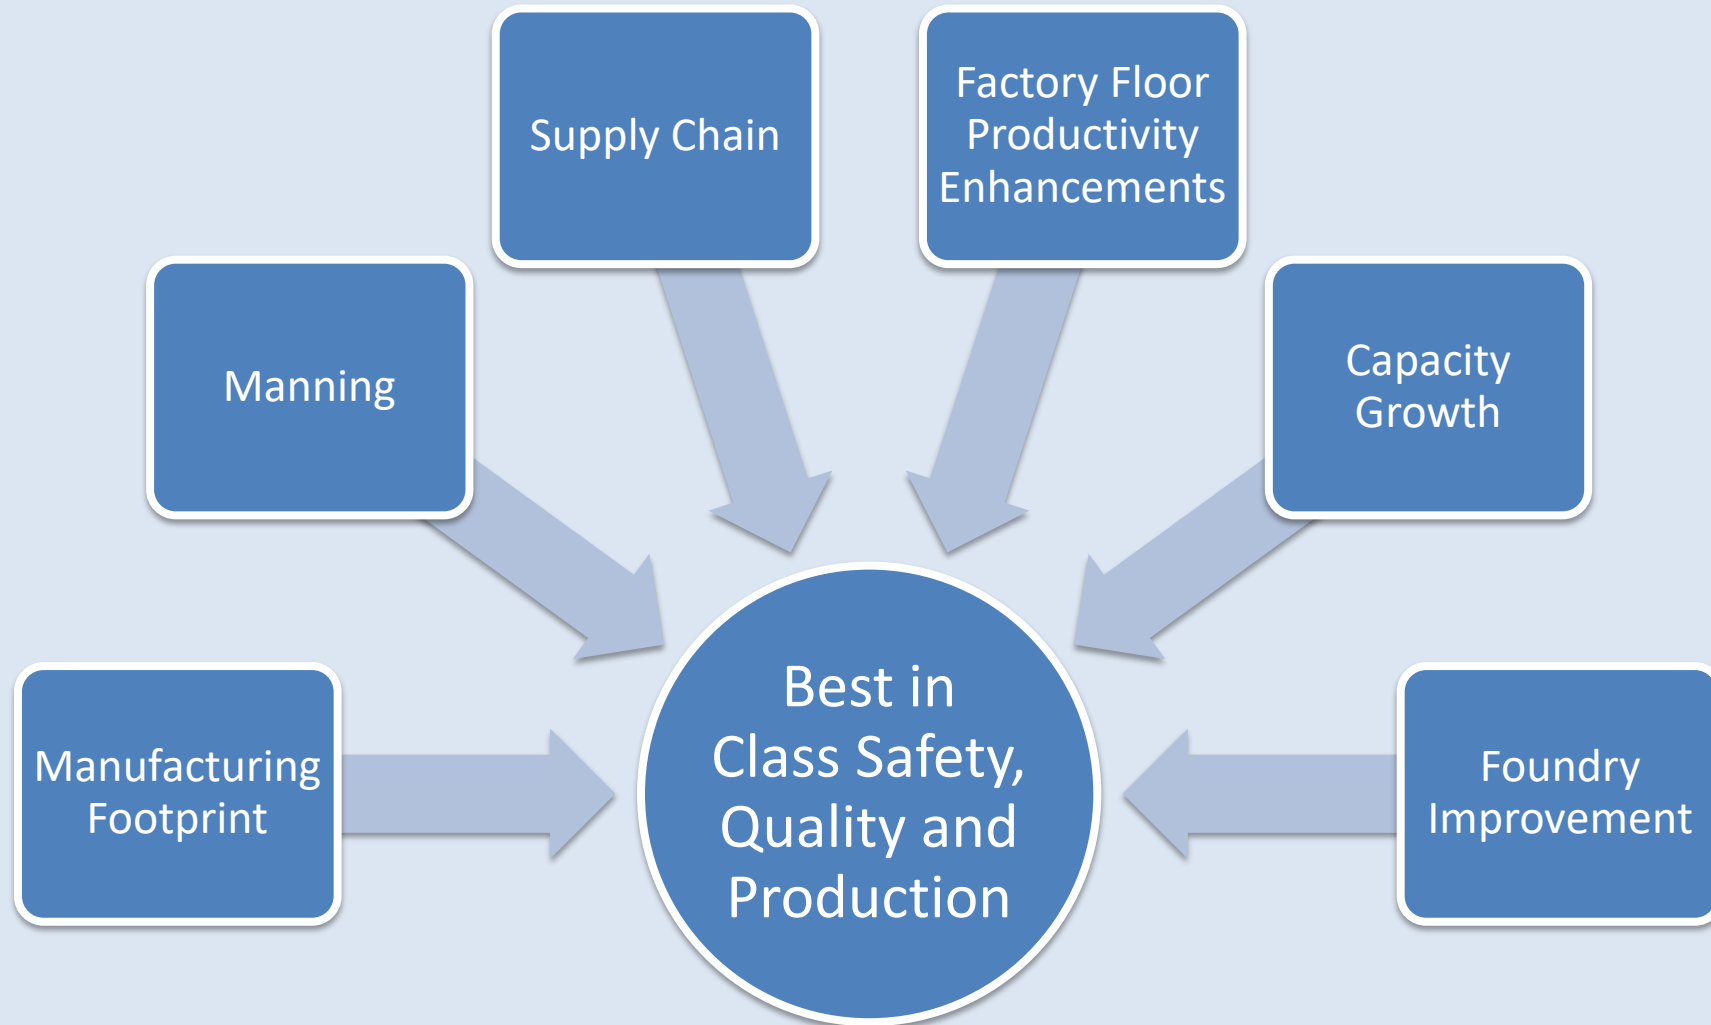 Supply Chain
Factory Floor
Productivity
Enhancements
Manning
Capacity
Growth
Manufacturing
Footprint
Best in
Class Safety,
Quality and
Production
Foundry
Improvement